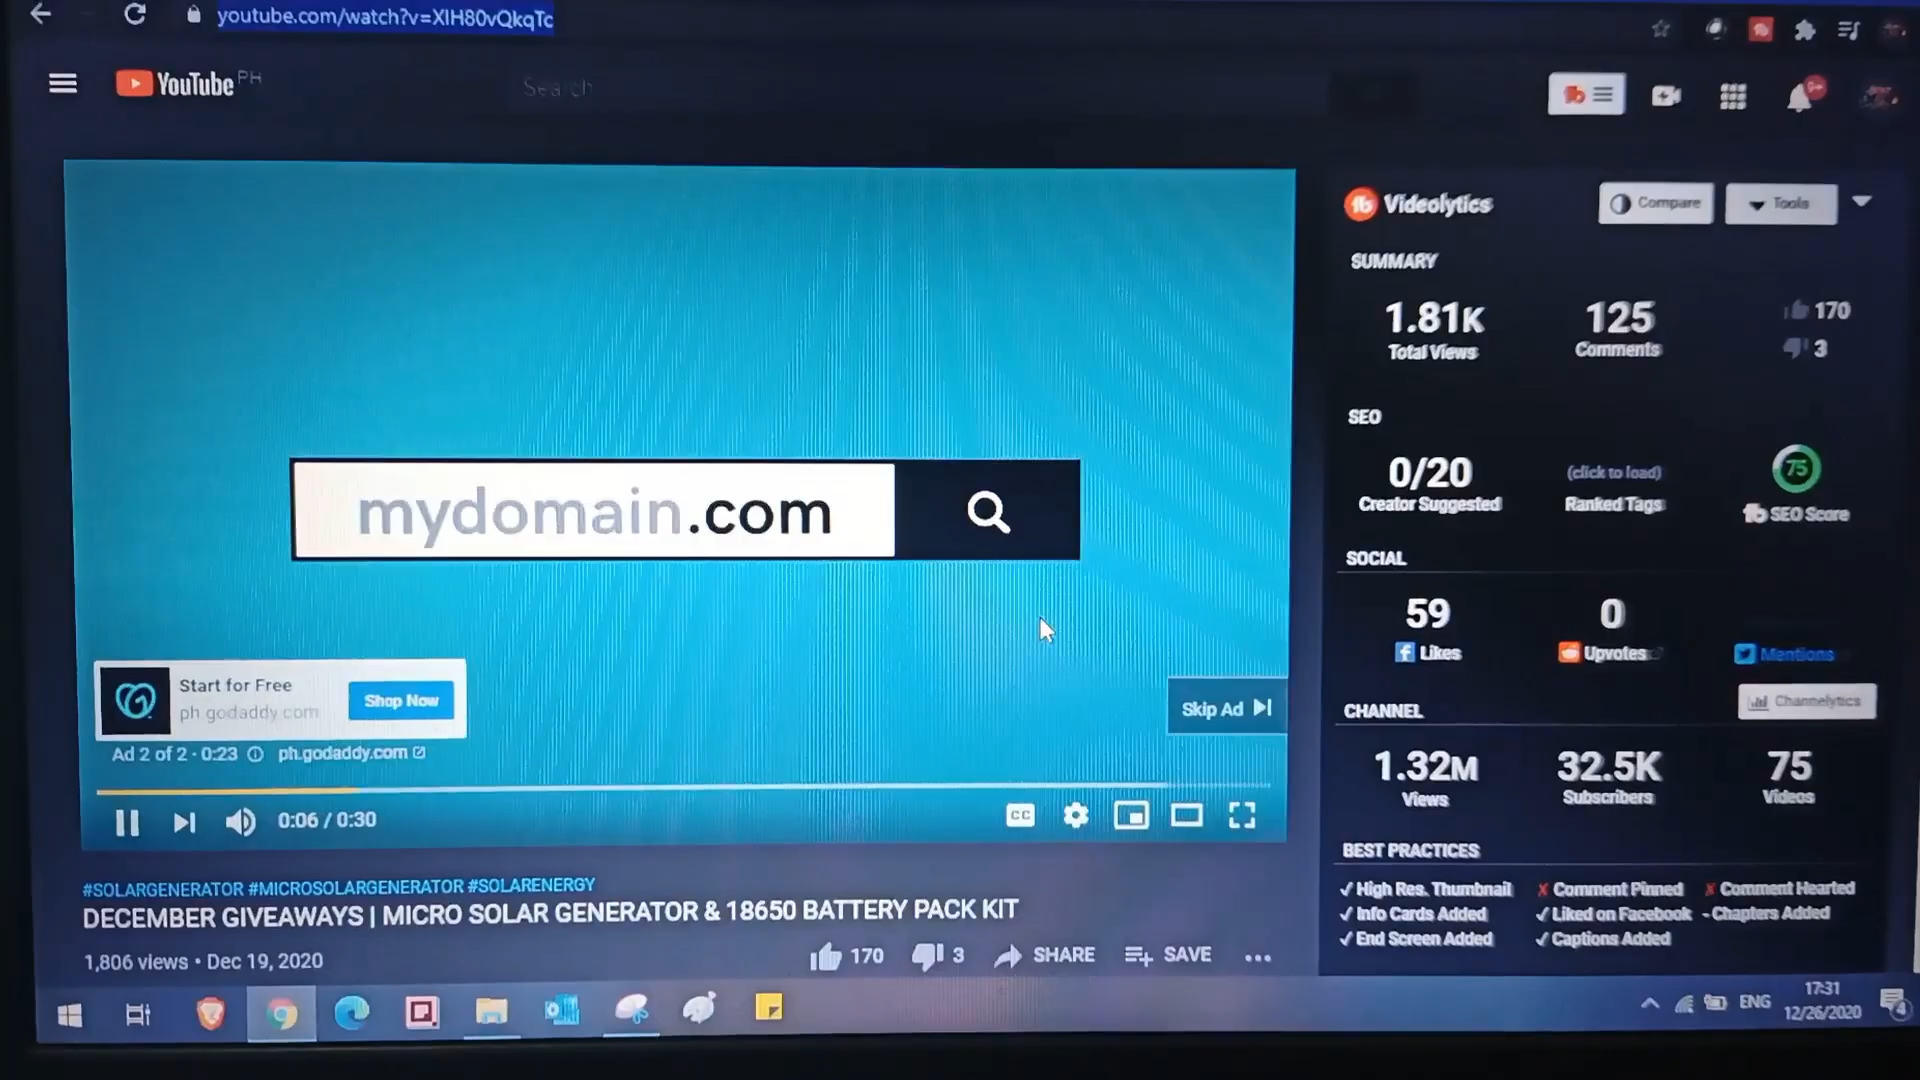 youtube.com/watch?v=XIH80vQkqTc
YouTube PH
Search
9+
mydomain.com
Start for Free
ph.godaddy.com
Shop Now
Skip Ad
Ad 2 of 2 · 0:23 ph.godaddy.com
0:06 / 0:30
CC
#SOLARGENERATOR #MICROSOLARGENERATOR #SOLARENERGY
DECEMBER GIVEAWAYS | MICRO SOLAR GENERATOR & 18650 BATTERY PACK KIT
1,806 views • Dec 19, 2020
170 3 SHARE SAVE ...
Videolytics Compare Tools
SUMMARY
1.81K 125 170
Total Views Comments 3
SEO
0/20 (click to load) 75
Creator Suggested Ranked Tags SEO Score
SOCIAL
59 0
Likes Upvotes Mentions
CHANNEL Channelytics
1.32M 32.5K 75
Views Subscribers Videos
BEST PRACTICES
✓ High Res. Thumbnail ✗ Comment Pinned ✗ Comment Hearted
✓ Info Cards Added ✓ Liked on Facebook - Chapters Added
✓ End Screen Added ✓ Captions Added
ENG
17:31
12/26/2020
4